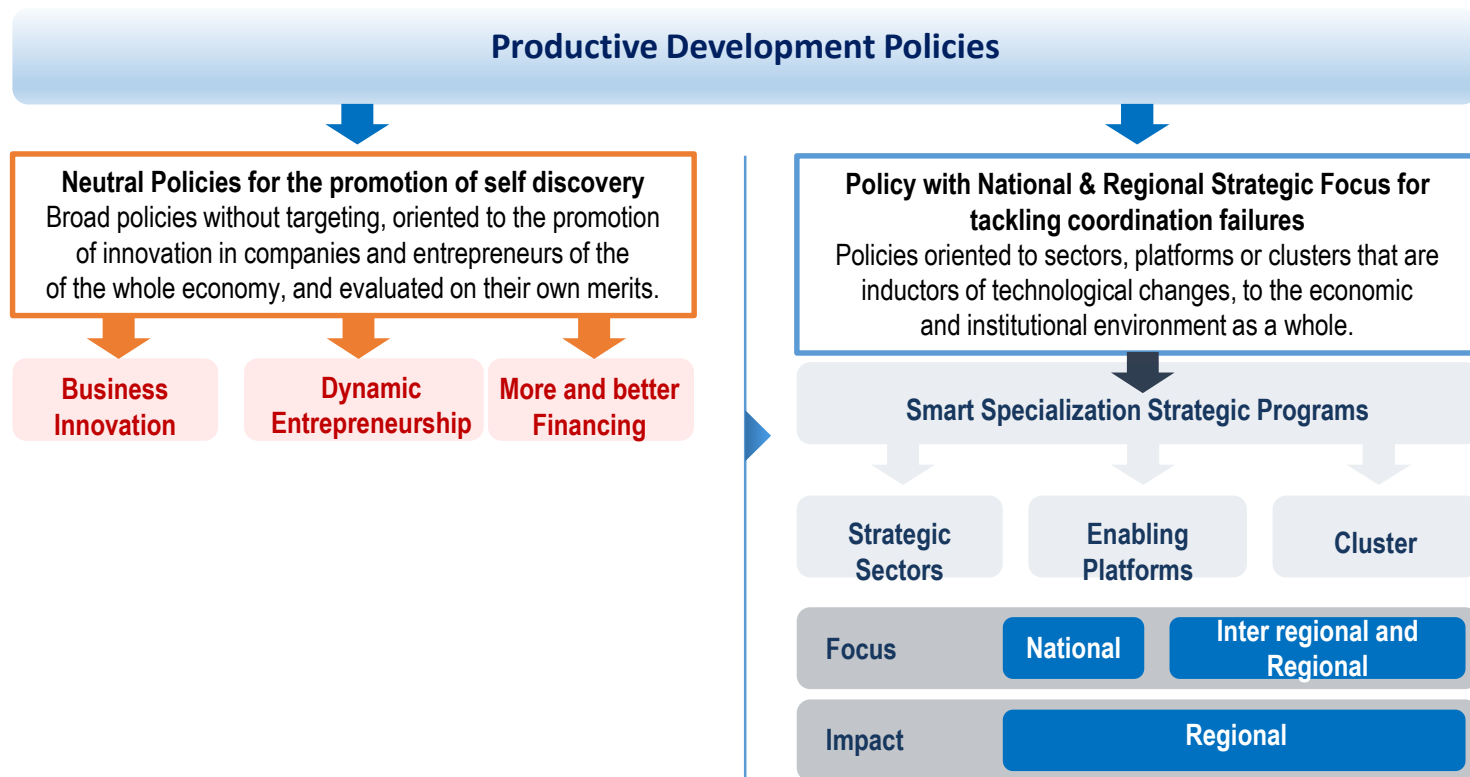 Productive Development Policies
Neutral Policies for the promotion of self discovery
Broad policies without targeting, oriented to the promotion
of innovation in companies and entrepreneurs of the
of the whole economy, and evaluated on their own merits.
Business
Innovation
Dynamic
Entrepreneurship
More and better
Financing
Policy with National & Regional Strategic Focus for
tackling coordination failures
Policies oriented to sectors, platforms or clusters that are
inductors of technological changes, to the economic
and institutional environment as a whole.
Smart Specialization Strategic Programs
Strategic
Sectors
Enabling
Platforms
Cluster
Focus
National
Inter regional and
Regional
Impact
Regional